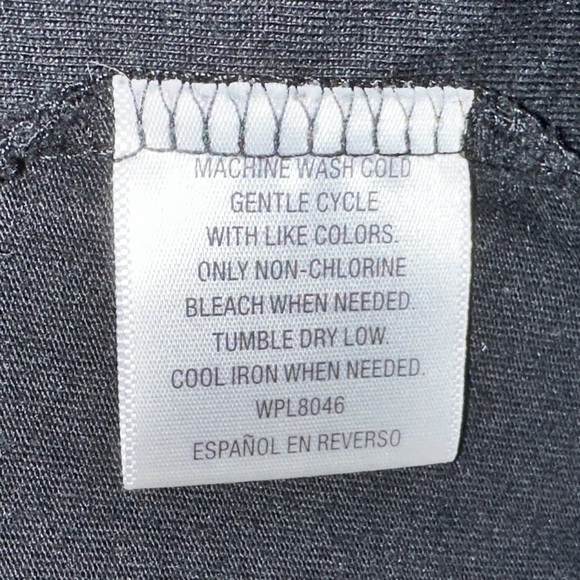 MACHINE WASH COLD
GENTLE CYCLE
WITH LIKE COLORS.
ONLY NON-CHLORINE
BLEACH WHEN NEEDED.
TUMBLE DRY LOW.
COOL IRON WHEN NEEDED.
WPL8046
ESPAÑOL EN REVERSO